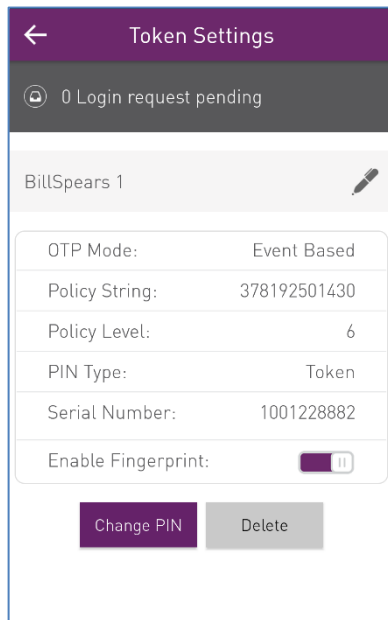 Token Settings
0 Login request pending
BillSpears 1
OTP Mode: Event Based
Policy String: 378192501430
Policy Level: 6
PIN Type: Token
Serial Number: 1001228882
Enable Fingerprint:
Change PIN Delete